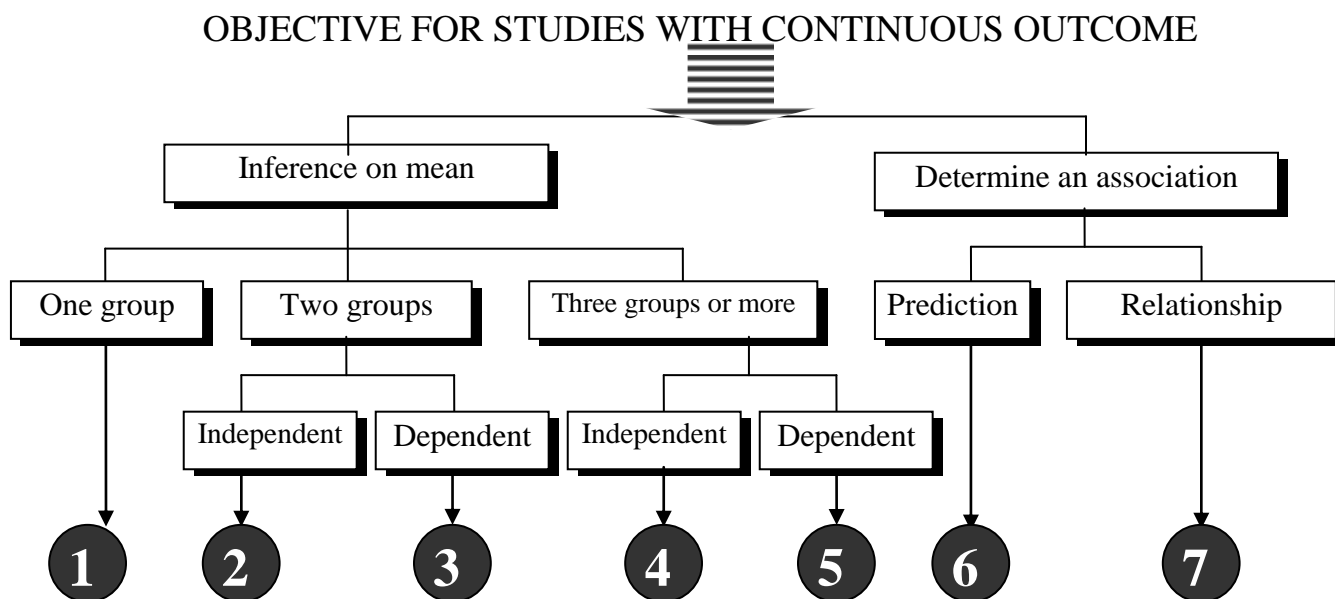 OBJECTIVE FOR STUDIES WITH CONTINUOUS OUTCOME
Inference on mean
Determine an association
One group
Two groups
Three groups or more
Prediction
Relationship
Independent
Dependent
Independent
Dependent
1
2
3
4
5
6
7